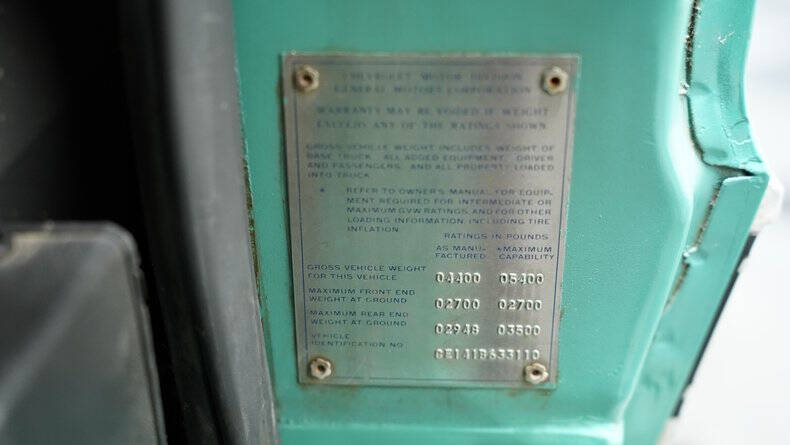 CHEVROLET MOTOR DIVISION
GENERAL MOTORS CORPORATION
WARRANTY MAY BE VOIDED IF WEIGHT
EXCEEDS ANY OF THE RATINGS SHOWN
GROSS VEHICLE WEIGHT INCLUDES WEIGHT OF
BASE TRUCK, ALL ADDED EQUIPMENT, DRIVER
AND PASSENGERS, AND ALL PROPERTY LOADED
INTO TRUCK
* REFER TO OWNER'S MANUAL FOR EQUIP-
MENT REQUIRED FOR INTERMEDIATE OR
MAXIMUM GVW RATINGS, AND FOR OTHER
LOADING INFORMATION INCLUDING TIRE
INFLATION.
RATINGS IN POUNDS
AS MANU- *MAXIMUM
FACTURED CAPABILITY
GROSS VEHICLE WEIGHT
FOR THIS VEHICLE 04400 05400
MAXIMUM FRONT END
WEIGHT AT GROUND 02700 02700
MAXIMUM REAR END
WEIGHT AT GROUND 02948 03500
VEHICLE
IDENTIFICATION NO CE141B633110